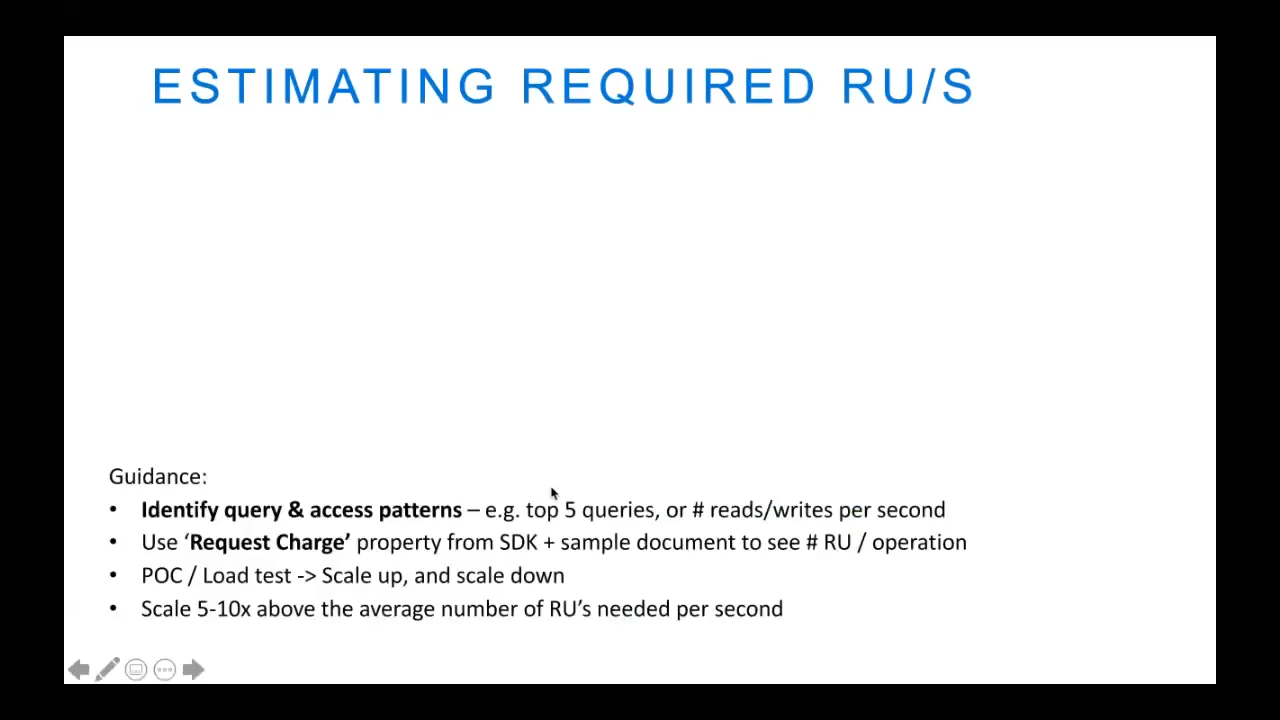 ESTIMATING REQUIRED RU/S
Guidance:
• Identify query & access patterns – e.g. top 5 queries, or # reads/writes per second
• Use ‘Request Charge’ property from SDK + sample document to see # RU / operation
• POC / Load test -> Scale up, and scale down
• Scale 5-10x above the average number of RU’s needed per second